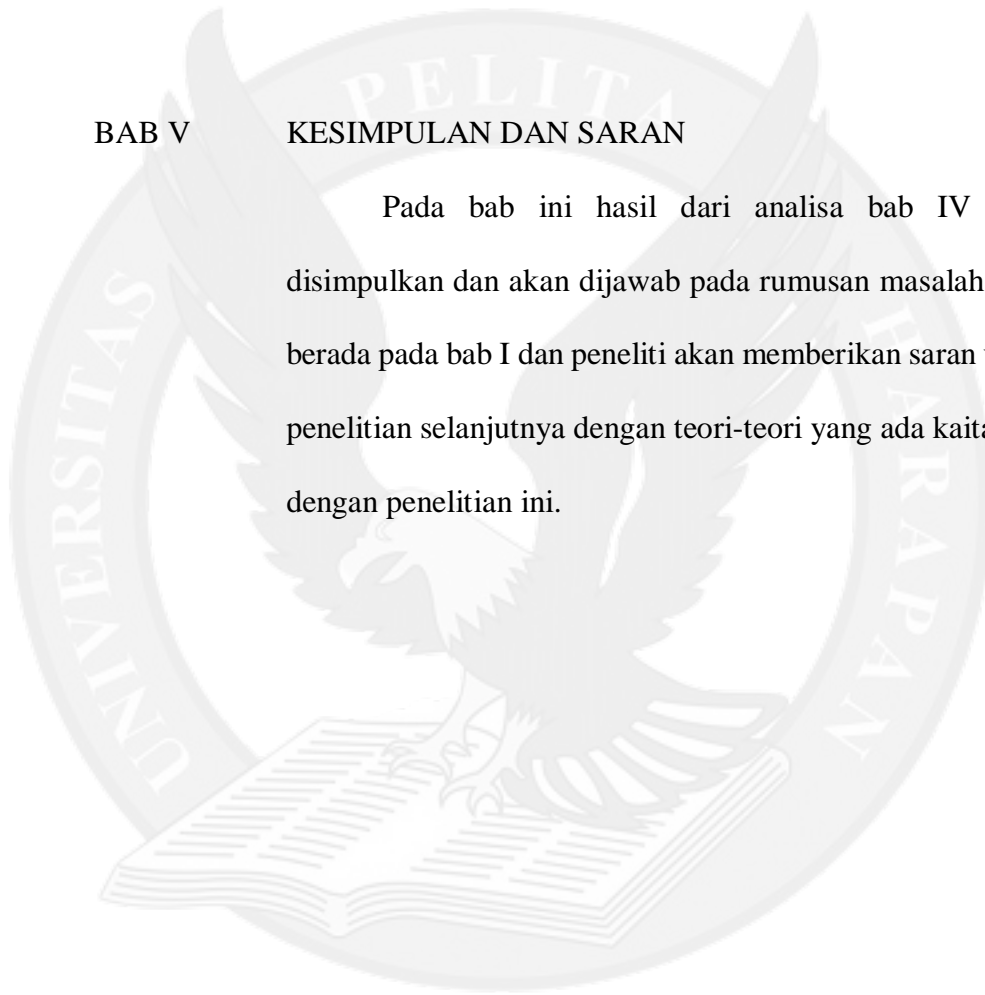 BAB V KESIMPULAN DAN SARAN
Pada bab ini hasil dari analisa bab IV
disimpulkan dan akan dijawab pada rumusan masalah
berada pada bab I dan peneliti akan memberikan saran
penelitian selanjutnya dengan teori-teori yang ada
dengan penelitian ini.
UNIVERSITAS PELITA HARAPAN